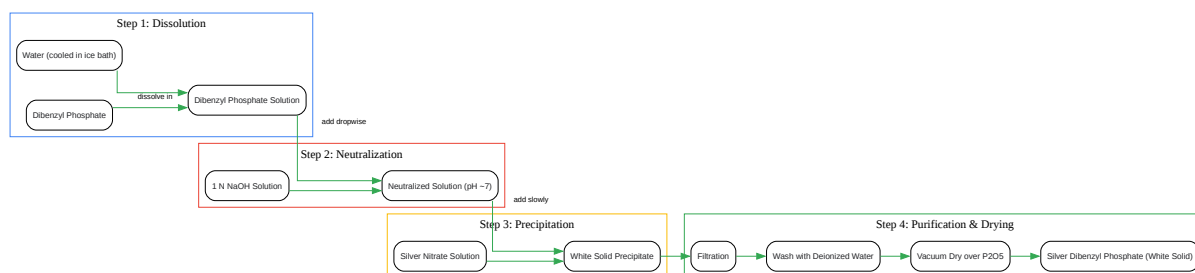 Step 1: Dissolution
Water (cooled in ice bath)
dissolve in
Dibenzyl Phosphate Solution
Dibenzyl Phosphate
add dropwise
Step 2: Neutralization
1 N NaOH Solution
Neutralized Solution (pH ~7)
add slowly
Step 3: Precipitation
Silver Nitrate Solution
White Solid Precipitate
Step 4: Purification & Drying
Filtration
Wash with Deionized Water
Vacuum Dry over P2O5
Silver Dibenzyl Phosphate (White Solid)